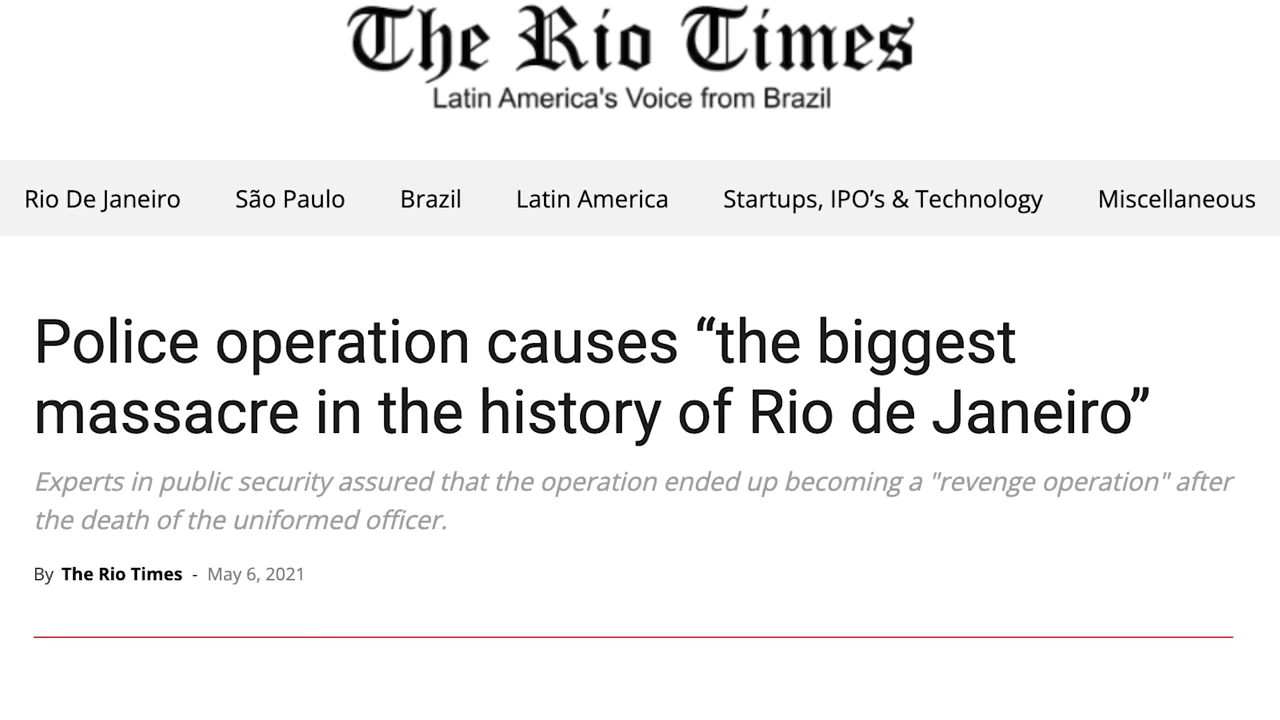 The Rio Times
Latin America's Voice from Brazil
Rio De Janeiro São Paulo Brazil Latin America Startups, IPO’s & Technology Miscellaneous
Police operation causes “the biggest
massacre in the history of Rio de Janeiro”
Experts in public security assured that the operation ended up becoming a "revenge operation" after
the death of the uniformed officer.
By The Rio Times - May 6, 2021